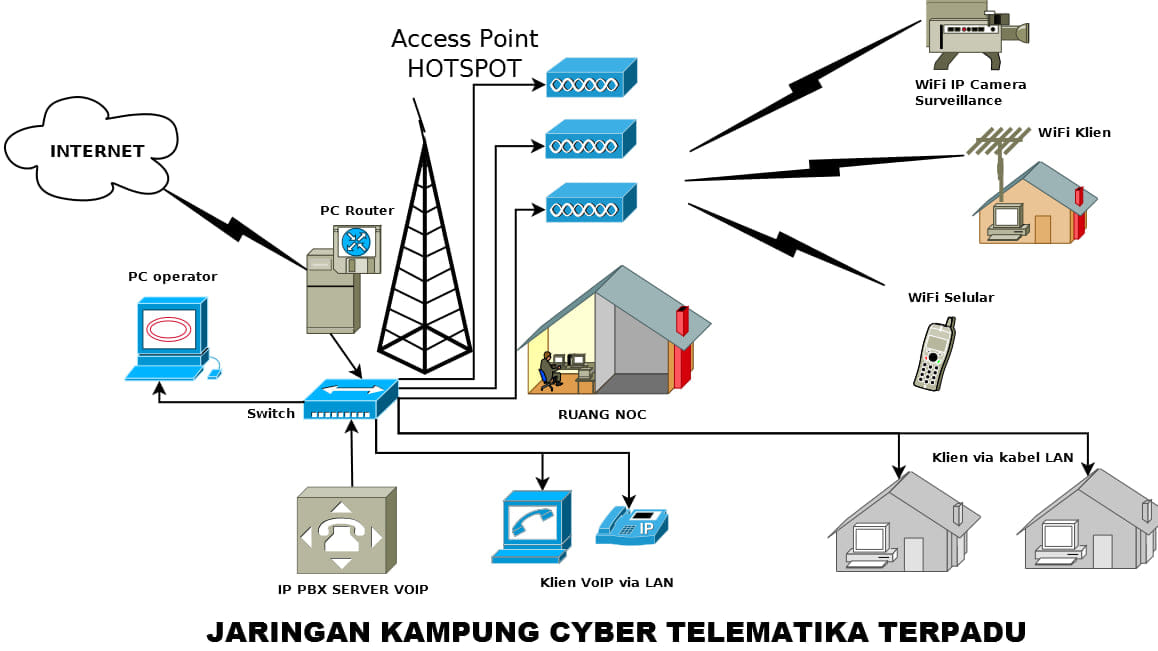 Access Point
HOTSPOT
WiFi IP Camera
Surveillance
WiFi Klien
INTERNET
PC Router
PC operator
WiFi Selular
Switch
RUANG NOC
Klien via kabel LAN
IP
IP PBX SERVER VOIP
Klien VoIP via LAN
JARINGAN KAMPUNG CYBER TELEMATIKA TERPADU